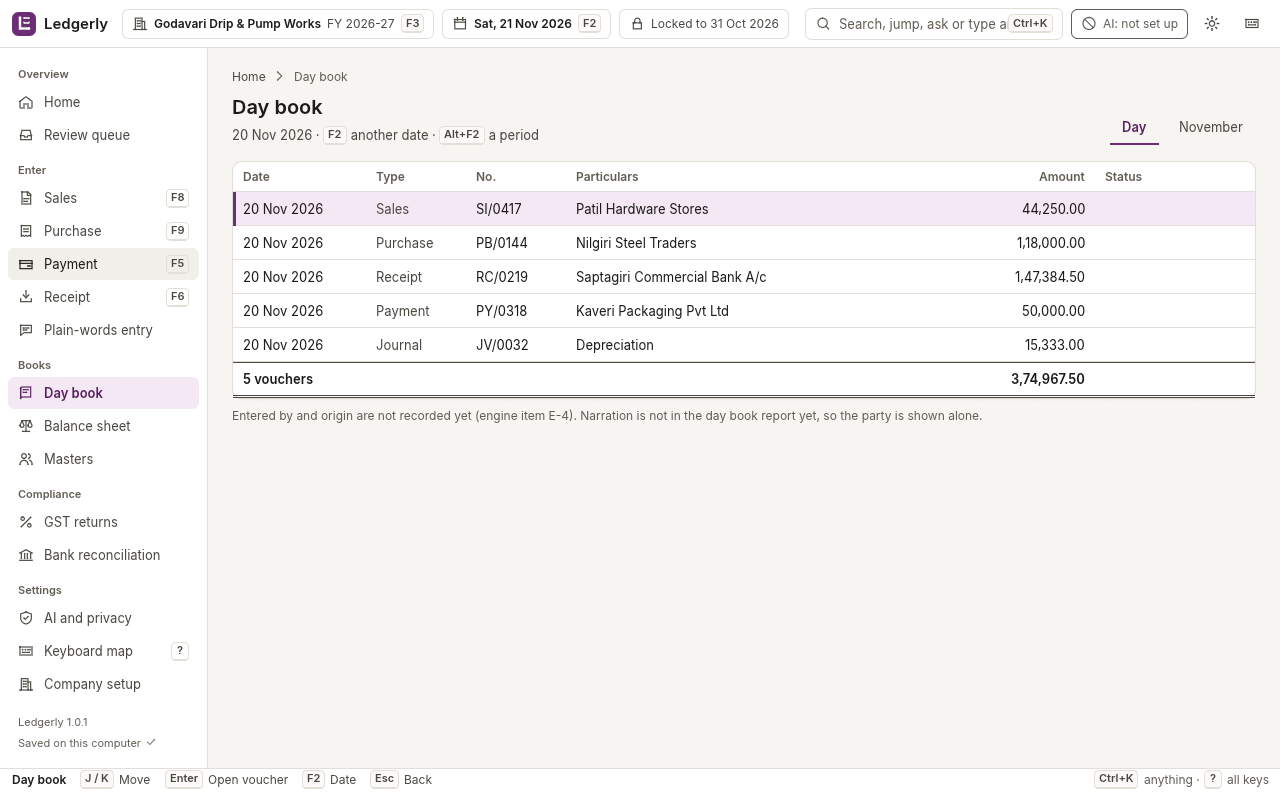 Ledgerly
Godavari Drip & Pump Works FY 2026-27 F3
Sat, 21 Nov 2026 F2
Locked to 31 Oct 2026
Search, jump, ask or type a Ctrl+K
AI: not set up
Overview
Home
Review queue
Enter
Sales F8
Purchase F9
Payment F5
Receipt F6
Plain-words entry
Books
Day book
Balance sheet
Masters
Compliance
GST returns
Bank reconciliation
Settings
AI and privacy
Keyboard map ?
Company setup
Ledgerly 1.0.1
Saved on this computer
Home Day book
Day book
20 Nov 2026 · F2 another date · Alt+F2 a period
Day November
Date Type No. Particulars Amount Status
20 Nov 2026 Sales SI/0417 Patil Hardware Stores 44,250.00
20 Nov 2026 Purchase PB/0144 Nilgiri Steel Traders 1,18,000.00
20 Nov 2026 Receipt RC/0219 Saptagiri Commercial Bank A/c 1,47,384.50
20 Nov 2026 Payment PY/0318 Kaveri Packaging Pvt Ltd 50,000.00
20 Nov 2026 Journal JV/0032 Depreciation 15,333.00
5 vouchers 3,74,967.50
Entered by and origin are not recorded yet (engine item E-4). Narration is not in the day book report yet, so the party is shown alone.
Day book J / K Move Enter Open voucher F2 Date Esc Back
Ctrl+K anything · ? all keys